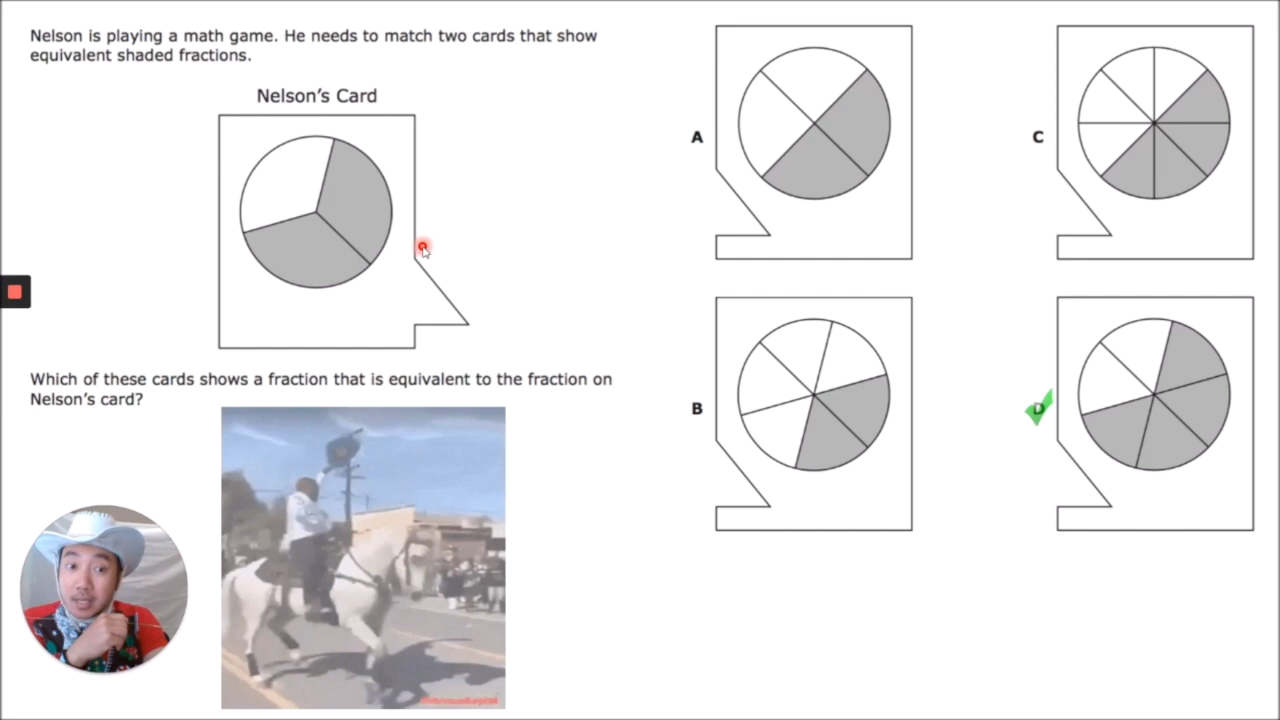 Nelson is playing a math game. He needs to match two cards that show
equivalent shaded fractions.
Nelson's Card
Which of these cards shows a fraction that is equivalent to the fraction on
Nelson's card?
A
B
C
D